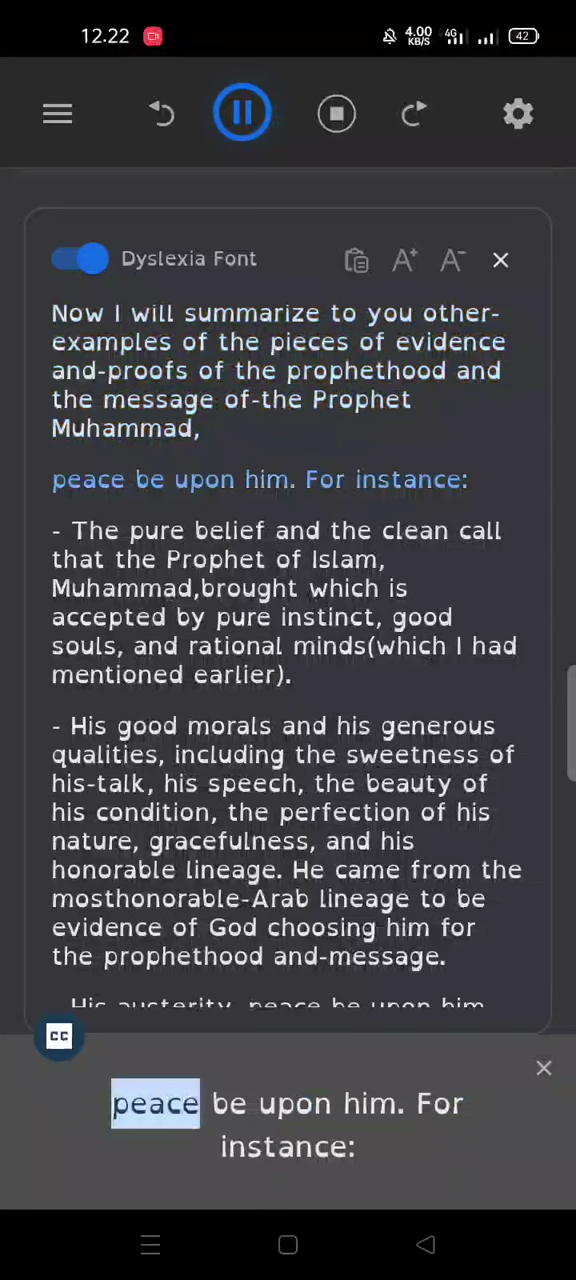 12.22
4.00
KB/S
4G
42
Dyslexia Font
A+
A-
Now I will summarize to you other-
examples of the pieces of evidence
and-proofs of the prophethood and
the message of-the Prophet
Muhammad,
peace be upon him. For instance:
- The pure belief and the clean call
that the Prophet of Islam,
Muhammad,brought which is
accepted by pure instinct, good
souls, and rational minds(which I had
mentioned earlier).
- His good morals and his generous
qualities, including the sweetness of
his-talk, his speech, the beauty of
his condition, the perfection of his
nature, gracefulness, and his
honorable lineage. He came from the
mosthonorable-Arab lineage to be
evidence of God choosing him for
the prophethood and-message.
- His austerity, peace be upon him,
CC
peace be upon him. For
instance: